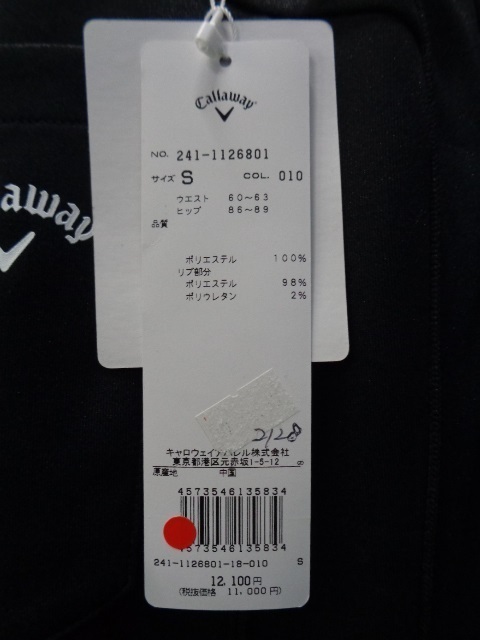 Callaway
NO. 241-1126801
サイズ S COL. 010
ウエスト 60～63
ヒップ 86～89
品質
ポリエステル 100%
リブ部分
ポリエステル 98%
ポリウレタン 2%
2128
キャロウェイアパレル株式会社
東京都港区元赤坂1-5-12
原産地 中国
4573546135834
4573546135834
241-1126801-18-010 S
12,100円
(税抜価格 11,000円)
allaway